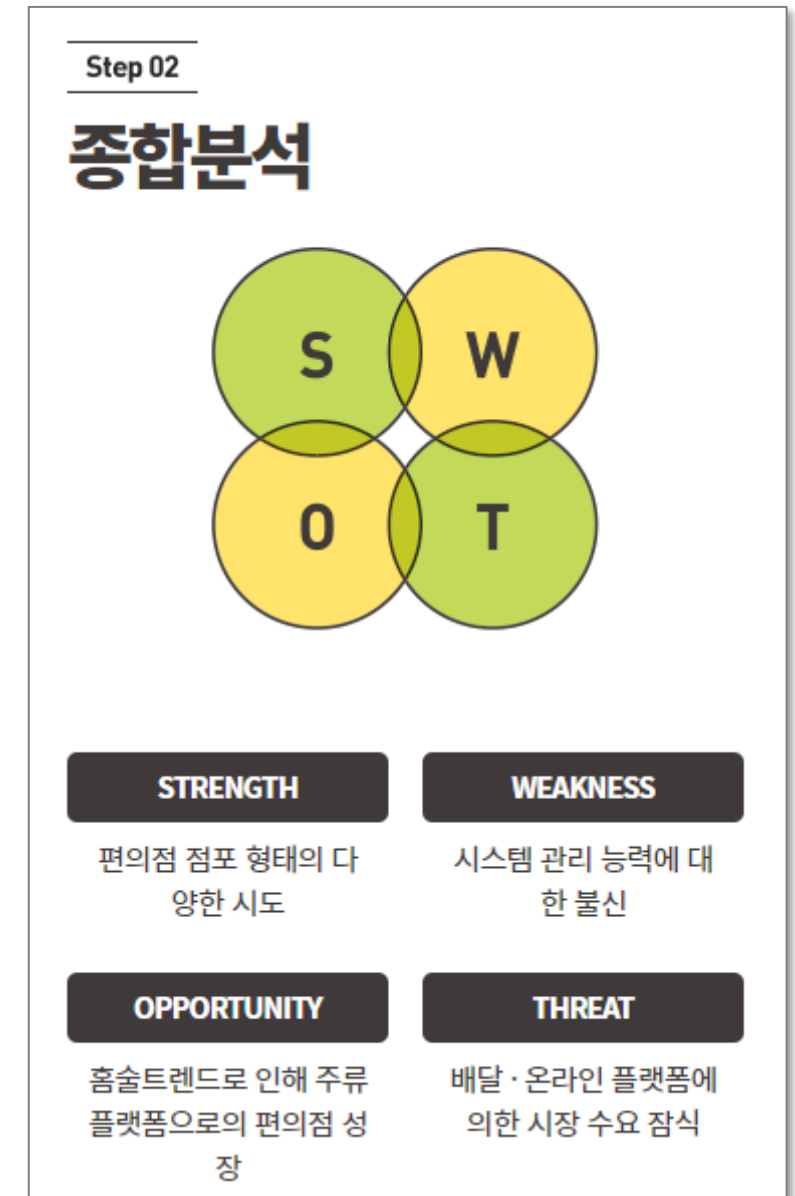 Step 02
종합분석
S
W
O
T
STRENGTH
WEAKNESS
편의점 점포 형태의 다
양한 시도
시스템 관리 능력에 대
한 불신
OPPORTUNITY
THREAT
홈술트렌드로 인해 주류
플랫폼으로의 편의점 성
장
배달 · 온라인 플랫폼에
의한 시장 수요 잠식